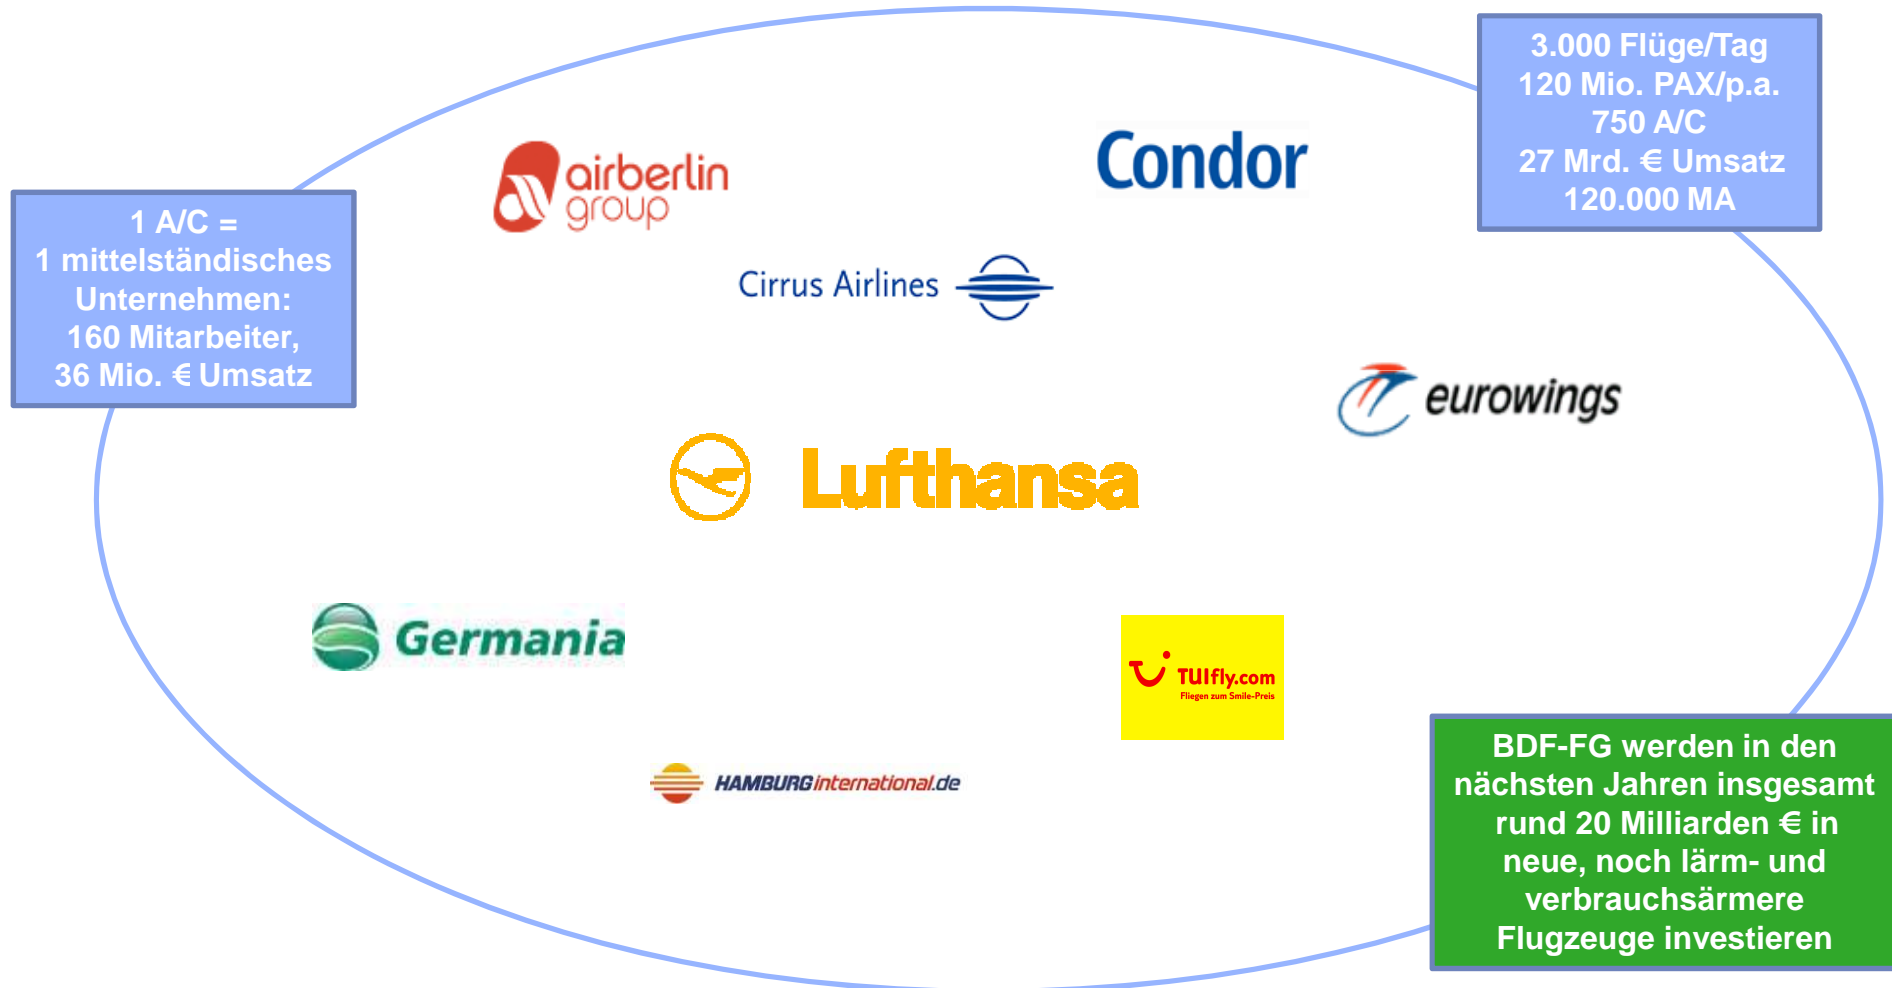 3.000 Flüge/Tag
120 Mio. PAX/p.a.
750 A/C
27 Mrd. € Umsatz
120.000 MA
airberlin
group
Condor
1 A/C =
1 mittelständisches
Unternehmen:
160 Mitarbeiter,
36 Mio. € Umsatz
Cirrus Airlines
eurowings
Lufthansa
Germania
TUIfly.com
Fliegen zum Smile-Preis
HAMBURGinternational.de
BDF-FG werden in den
nächsten Jahren insgesamt
rund 20 Milliarden € in
neue, noch lärm- und
verbrauchsärmere
Flugzeuge investieren